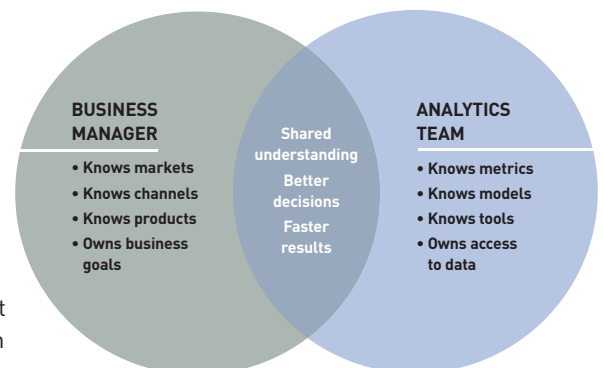 BUSINESS
MANAGER
• Knows markets
• Knows channels
• Knows products
• Owns business
goals
Shared
understanding
Better
decisions
Faster
results
ANALYTICS
TEAM
• Knows metrics
• Knows models
• Knows tools
• Owns access
to data